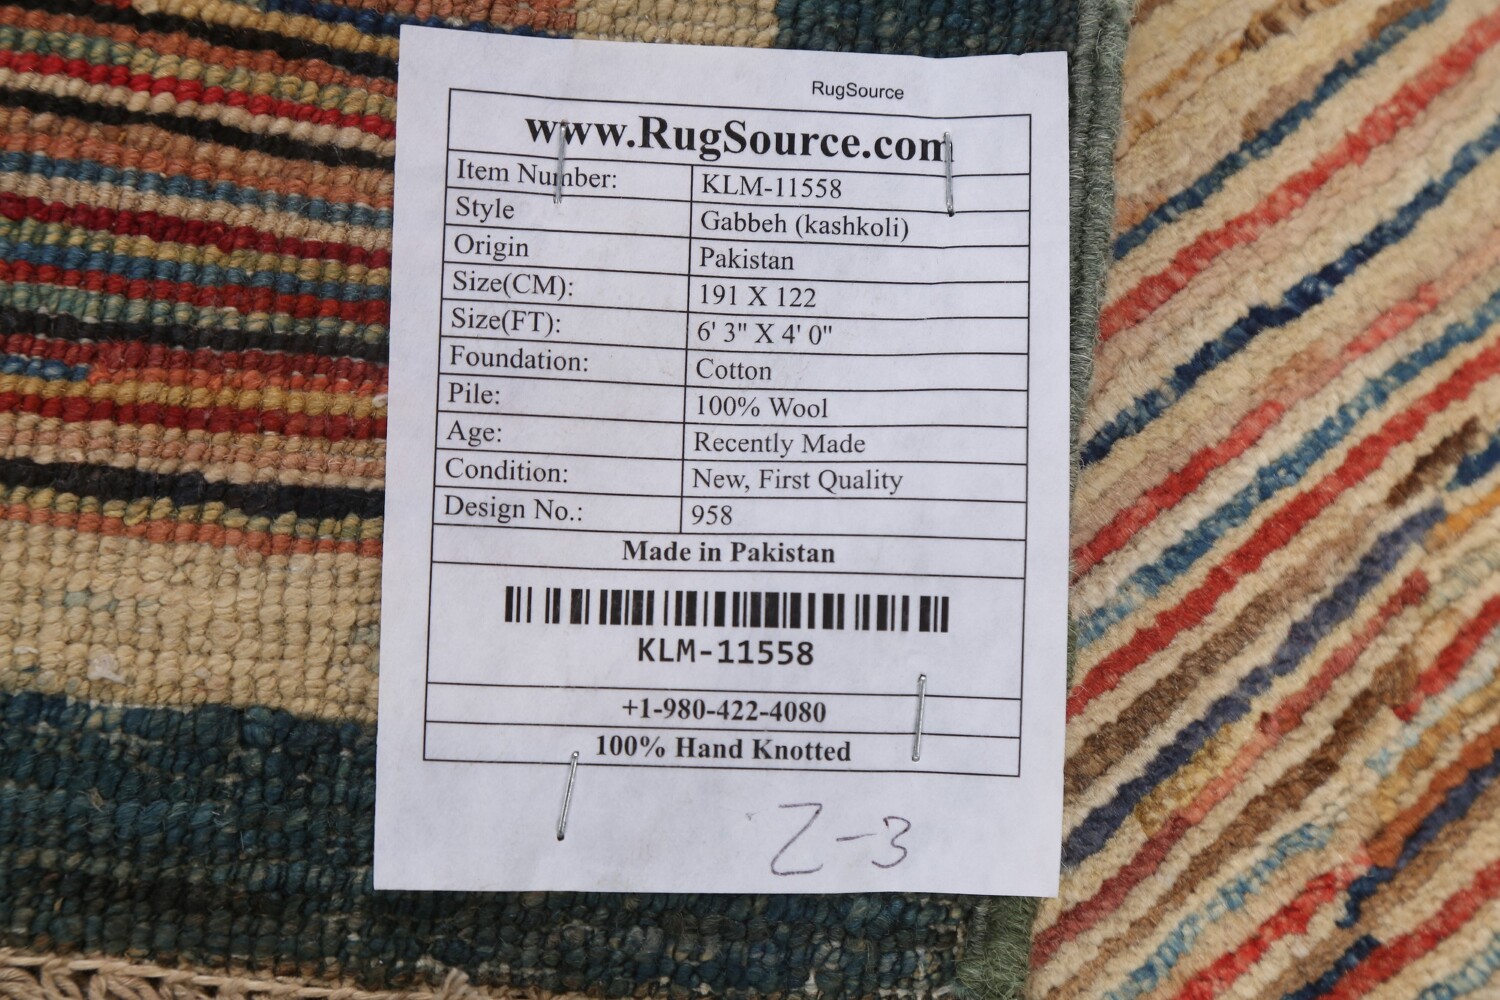 RugSource
www.RugSource.com
Item Number: KLM-11558
Style Gabbeh (kashkoli)
Origin Pakistan
Size(CM): 191 X 122
Size(FT): 6' 3" X 4' 0"
Foundation: Cotton
Pile: 100% Wool
Age: Recently Made
Condition: New, First Quality
Design No.: 958
Made in Pakistan
KLM-11558
+1-980-422-4080
100% Hand Knotted
Z-3